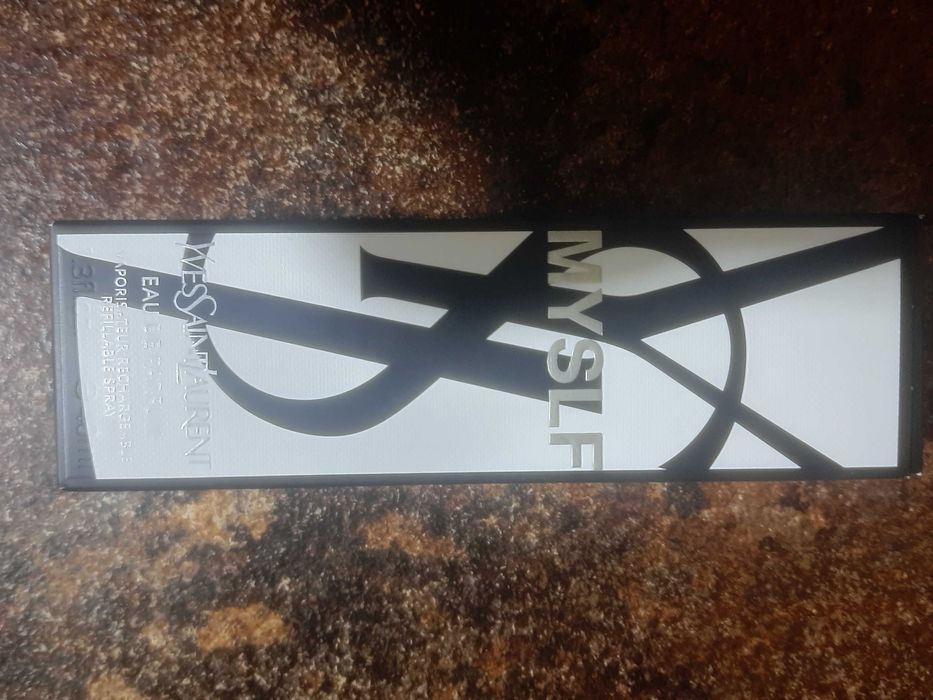 MYSLF
YVESSAINTLAURENT
EAU DE PARFUM
VAPORISATEUR RECHARGEABLE
REFILLABLE SPRAY